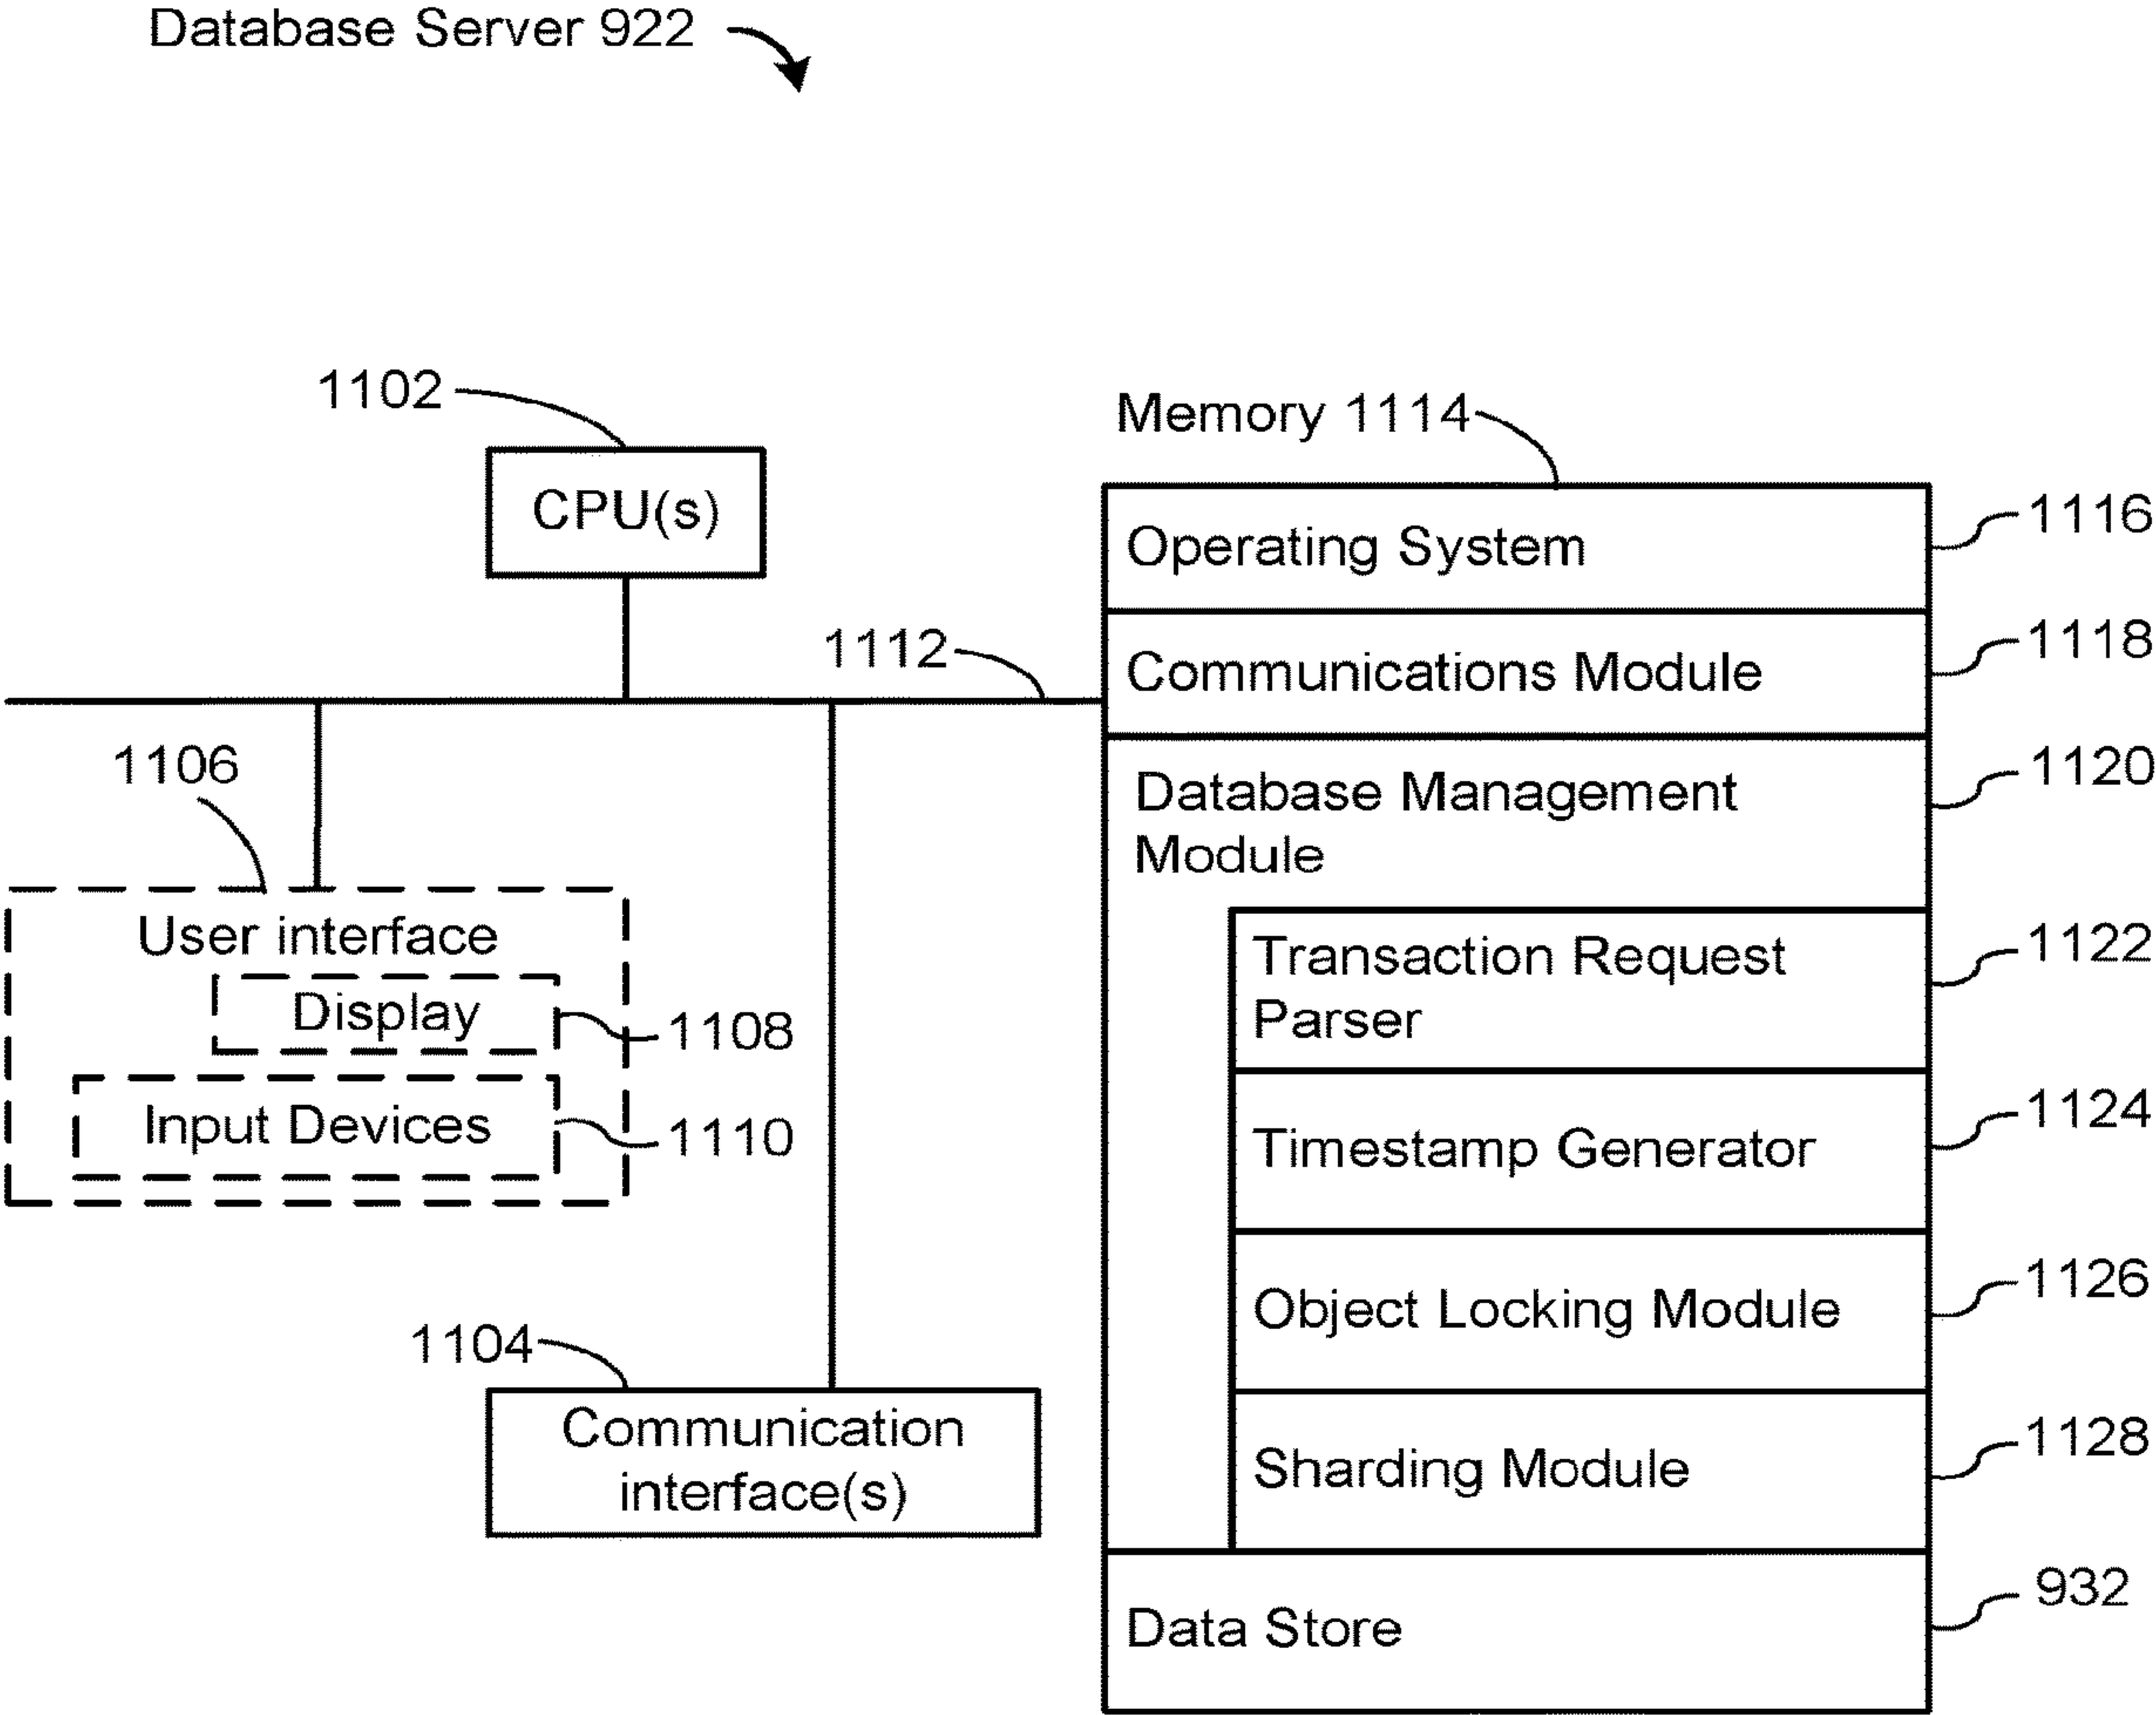 Database Server 922
1102
CPU(s)
1112
1106
User interface
Display
1108
Input Devices
1110
1104
Communication
interface(s)
Memory 1114
Operating System
1116
Communications Module
1118
Database Management
Module
1120
Transaction Request
Parser
1122
Timestamp Generator
1124
Object Locking Module
1126
Sharding Module
1128
Data Store
932